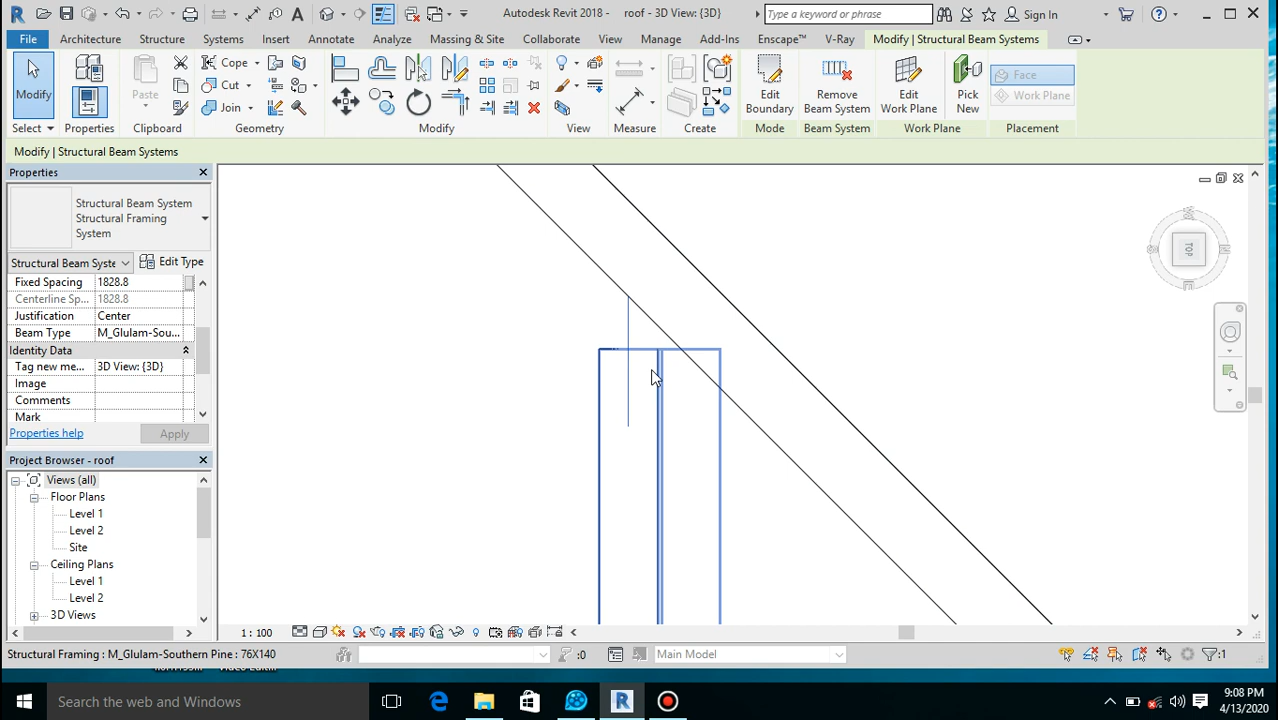 Autodesk Revit 2018 - roof - 3D View: {3D}
Type a keyword or phrase
Sign In
File Architecture Structure Systems Insert Annotate Analyze Massing & Site Collaborate View Manage Add-Ins Enscape™ V-Ray Modify | Structural Beam Systems
Modify
Paste
Cope
Cut
Join
Edit Boundary
Remove Beam System
Edit Work Plane
Pick New
Face
Work Plane
Select Properties Clipboard Geometry Modify View Measure Create Mode Beam System Work Plane Placement
Modify | Structural Beam Systems
Properties
Structural Beam System
Structural Framing
System
Structural Beam Syste
Edit Type
Fixed Spacing 1828.8
Centerline Sp... 1828.8
Justification Center
Beam Type M_Glulam-Sou...
Identity Data
Tag new me... 3D View: {3D}
Image
Comments
Mark
Properties help
Apply
Project Browser - roof
Views (all)
Floor Plans
Level 1
Level 2
Site
Ceiling Plans
Level 1
Level 2
3D Views
TOP
1 : 100
Structural Framing : M_Glulam-Southern Pine : 76X140
:0
Main Model
:1
Search the web and Windows
9:08 PM
4/13/2020